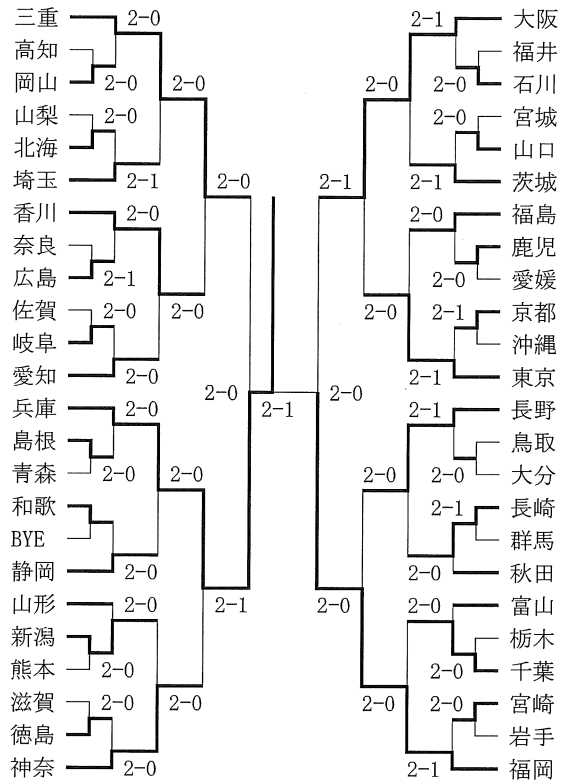 三重
2-0
高知
岡山
2-0
2-0
山梨
2-0
北海
埼玉
2-1
2-0
香川
2-0
奈良
広島
2-1
佐賀
2-0
2-0
岐阜
愛知
2-0
兵庫
2-0
島根
青森
2-0
2-0
和歌
BYE
静岡
2-0
2-1
山形
2-0
新潟
熊本
2-0
滋賀
2-0
2-0
徳島
神奈
2-0
2-0
2-1
2-0
大阪
2-1
福井
石川
2-0
2-0
宮城
2-0
山口
茨城
2-1
2-1
福島
2-0
鹿児
愛媛
2-0
京都
2-1
2-0
沖縄
東京
2-1
長野
2-1
鳥取
大分
2-0
2-0
長崎
2-1
群馬
秋田
2-0
2-0
富山
2-0
栃木
千葉
2-0
宮崎
2-0
2-0
岩手
福岡
2-1